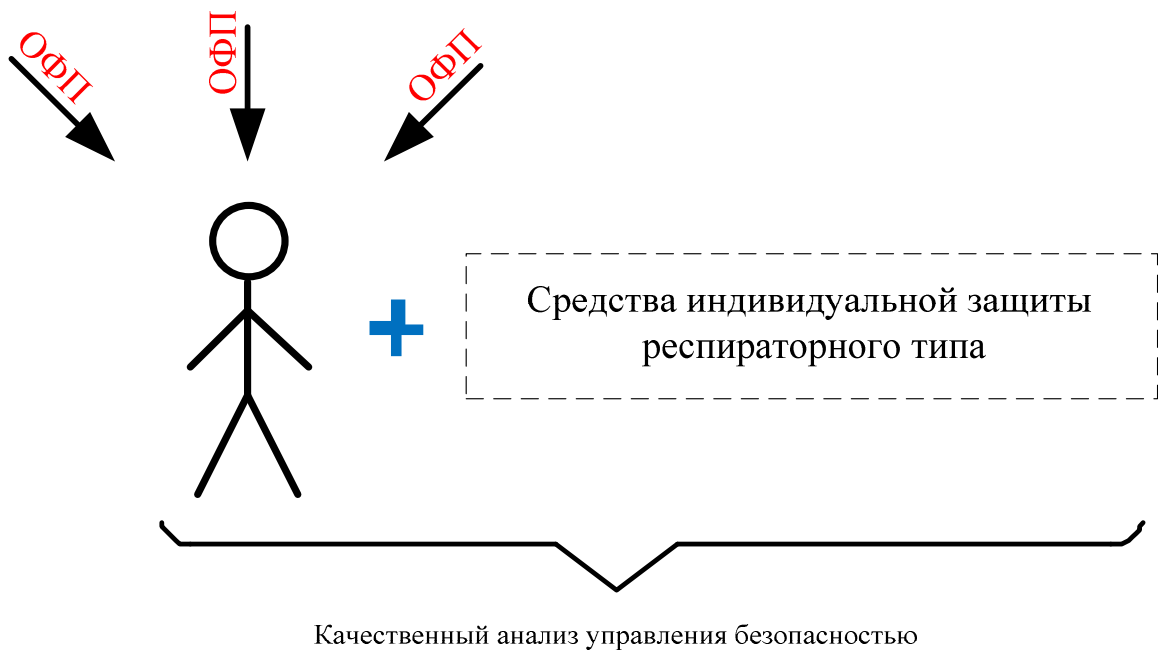 ОФП
ОФП
ОФП
Средства индивидуальной защиты
респираторного типа
Качественный анализ управления безопасностью